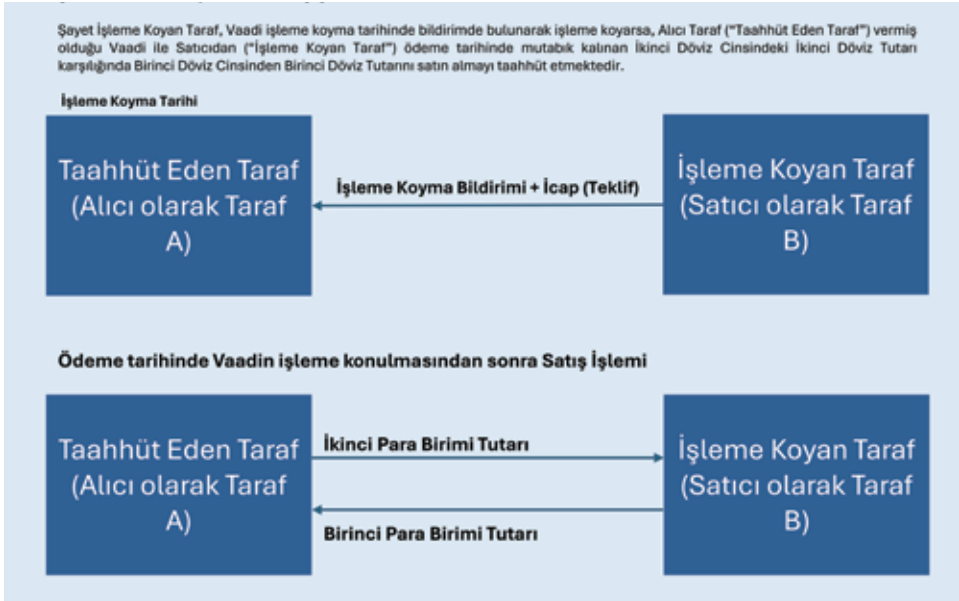 Şayet İşleme Koyan Taraf, Vaadi işleme koyma tarihinde bildirimde bulunarak işleme koyarsa, Alıcı Taraf (“Taahhüt Eden Taraf”) vermiş
olduğu Vaadi ile Satıcıdan (“İşleme Koyan Taraf”) ödeme tarihinde mutabık kalınan İkinci Döviz Cinsindeki İkinci Döviz Tutarı
karşılığında Birinci Döviz Cinsinden Birinci Döviz Tutarını satın almayı taahhüt etmektedir.
İşleme Koyma Tarihi
Taahhüt Eden Taraf
(Alıcı olarak Taraf
A)
İşleme Koyma Bildirimi + İcap (Teklif)
İşleme Koyan Taraf
(Satıcı olarak Taraf
B)
Ödeme tarihinde Vaadin işleme konulmasından sonra Satış İşlemi
Taahhüt Eden Taraf
(Alıcı olarak Taraf
A)
İkinci Para Birimi Tutarı
Birinci Para Birimi Tutarı
İşleme Koyan Taraf
(Satıcı olarak Taraf
B)